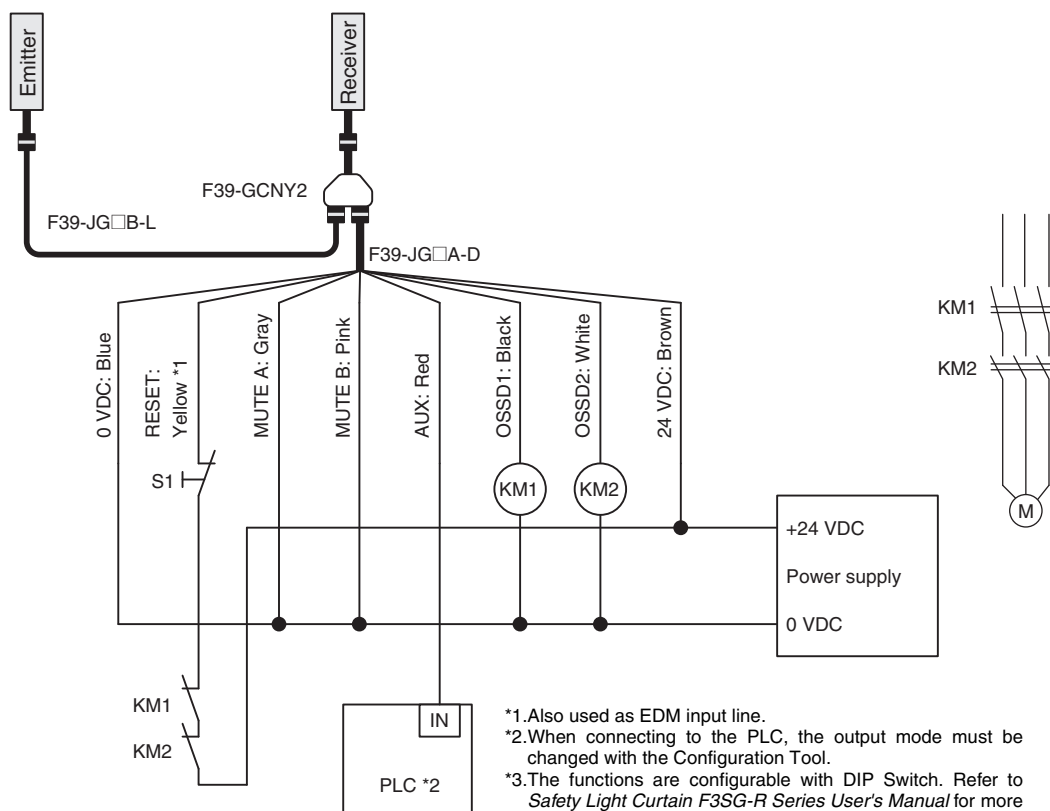 Emitter
Receiver
F39-GCNY2
F39-JG□B-L
F39-JG□A-D
0 VDC: Blue
RESET:
Yellow *1
MUTE A: Gray
MUTE B: Pink
AUX: Red
OSSD1: Black
OSSD2: White
24 VDC: Brown
KM1
KM2
M
S1
KM1
KM2
+24 VDC
Power supply
0 VDC
KM1
KM2
IN
PLC *2
*1.Also used as EDM input line.
*2.When connecting to the PLC, the output mode must be
changed with the Configuration Tool.
*3.The functions are configurable with DIP Switch. Refer to
Safety Light Curtain F3SG-R Series User's Manual for more